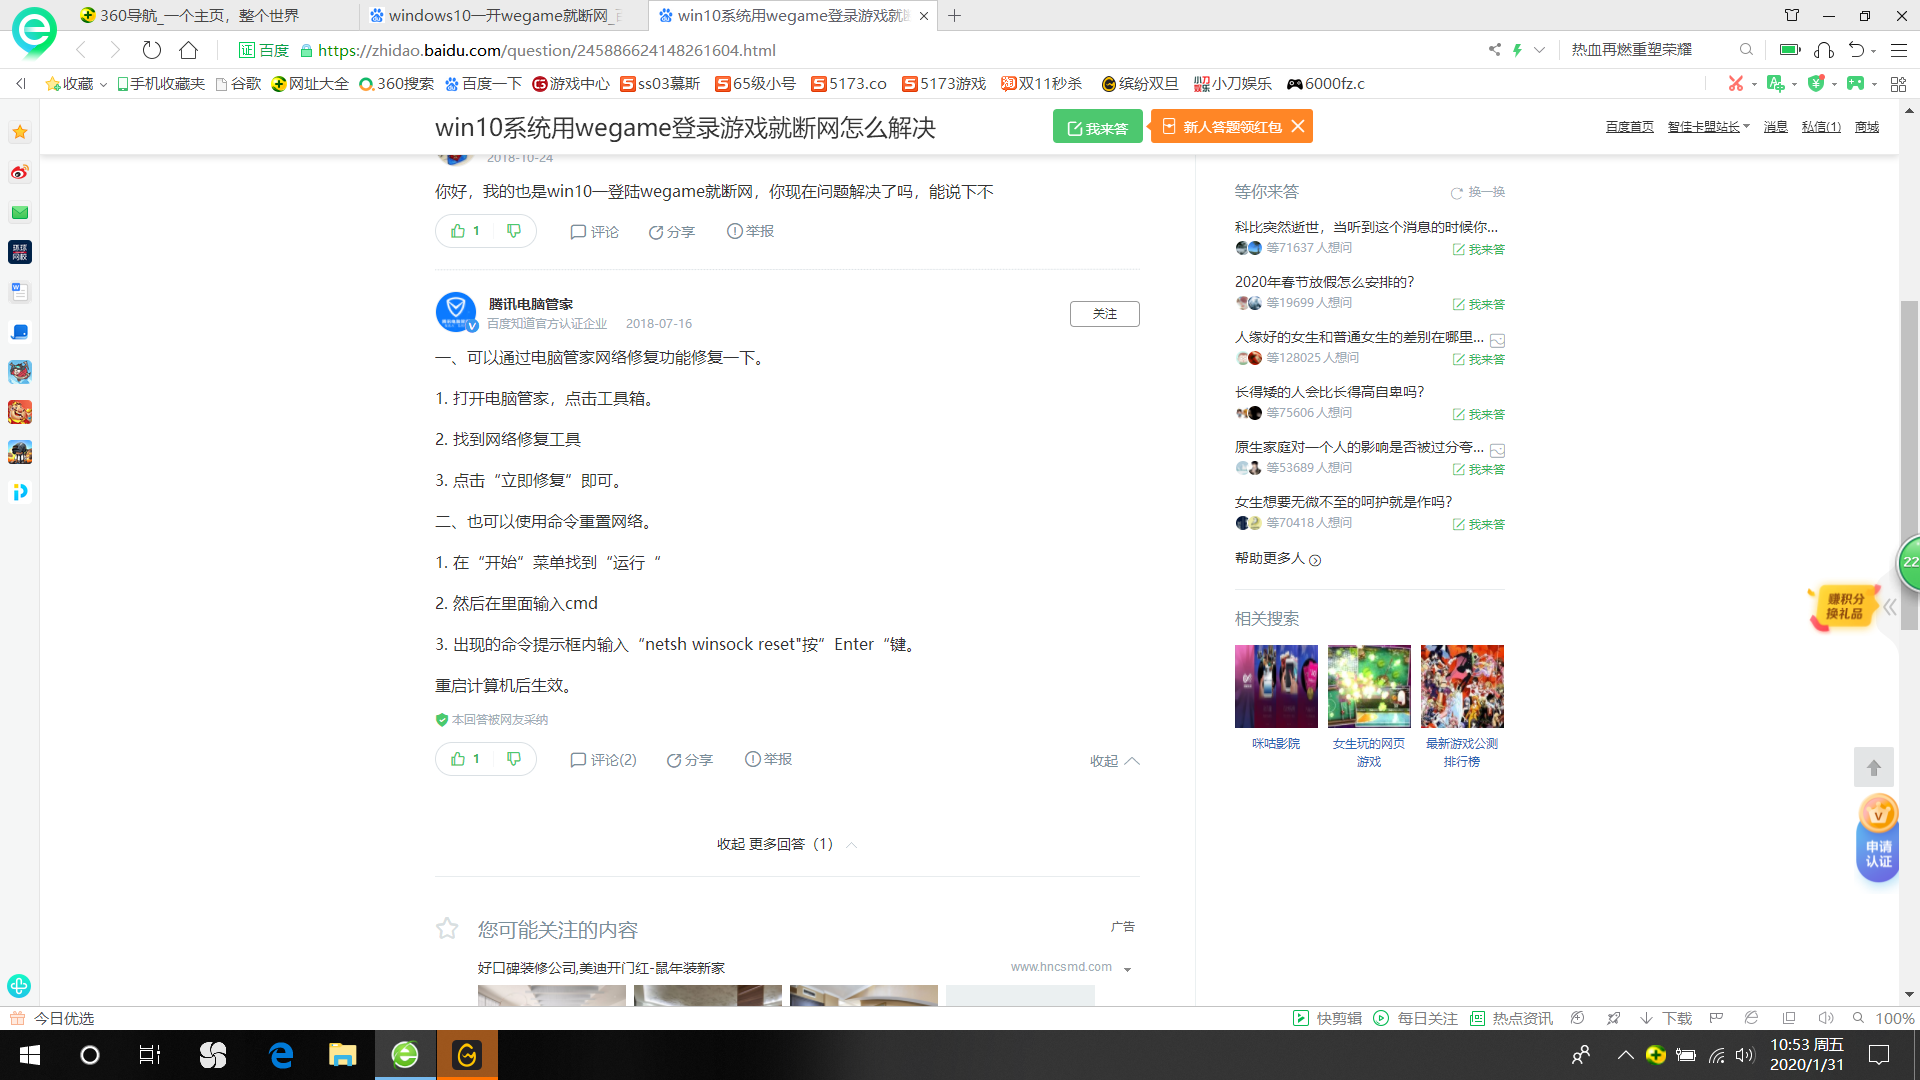 360导航_一个主页，整个世界
windows10一开wegame就断网_百
win10系统用wegame登录游戏就断
证 百度
https://zhidao.baidu.com/question/245886624148261604.html
热血再燃重塑荣耀
收藏
手机收藏夹
谷歌
网址大全
360搜索
百度一下
游戏中心
ss03慕斯
65级小号
5173.co
5173游戏
双11秒杀
缤纷双旦
小刀娱乐
6000fz.c
win10系统用wegame登录游戏就断网怎么解决
我来答
新人答题领红包
百度首页
智佳卡盟站长
消息
私信(1)
商城
2018-10-24
你好，我的也是win10一登陆wegame就断网，你现在问题解决了吗，能说下不
1
评论
分享
举报
腾讯电脑管家
百度知道官方认证企业 2018-07-16
关注
一、可以通过电脑管家网络修复功能修复一下。
1. 打开电脑管家，点击工具箱。
2. 找到网络修复工具
3. 点击“立即修复”即可。
二、也可以使用命令重置网络。
1. 在“开始”菜单找到“运行“
2. 然后在里面输入cmd
3. 出现的命令提示框内输入“netsh winsock reset"按”Enter“键。
重启计算机后生效。
本回答被网友采纳
1
评论(2)
分享
举报
收起
收起 更多回答（1）
您可能关注的内容
广告
好口碑装修公司,美迪开门红-鼠年装新家
www.hncsmd.com
等你来答
换一换
科比突然逝世，当听到这个消息的时候你...
等71637人想问
我来答
2020年春节放假怎么安排的？
等19699人想问
我来答
人缘好的女生和普通女生的差别在哪里...
等128025人想问
我来答
长得矮的人会比长得高自卑吗？
等75606人想问
我来答
原生家庭对一个人的影响是否被过分夸...
等53689人想问
我来答
女生想要无微不至的呵护就是作吗？
等70418人想问
我来答
帮助更多人
相关搜索
咪咕影院
女生玩的网页
游戏
最新游戏公测
排行榜
22
赚积分
换礼品
申请
认证
今日优选
快剪辑
每日关注
热点资讯
下载
100%
10:53 周五
2020/1/31